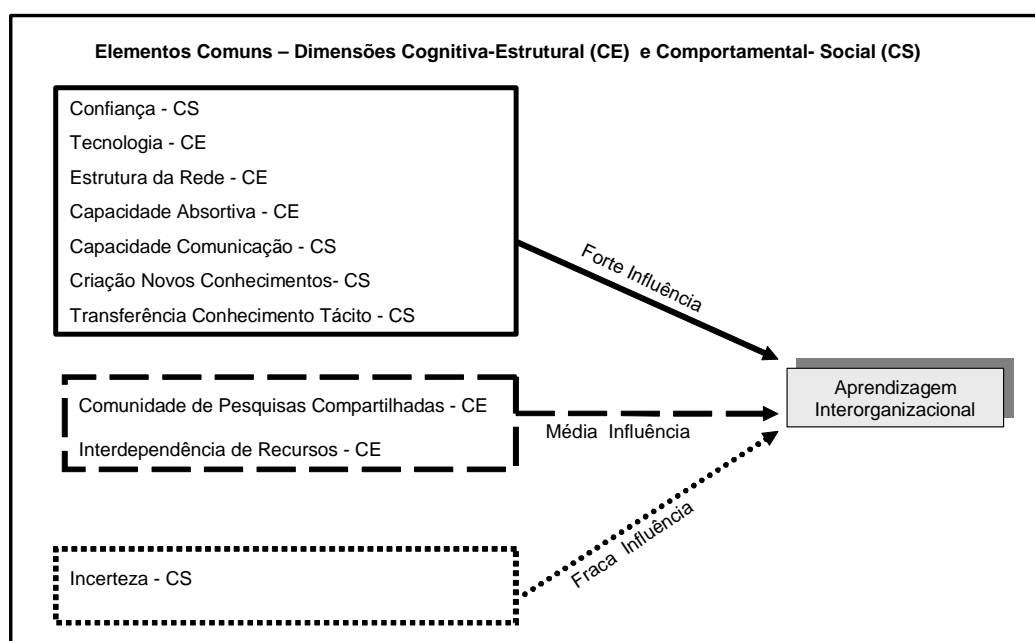 Elementos Comuns – Dimensões Cognitiva-Estrutural (CE) e Comportamental- Social (CS)
Confiança - CS
Tecnologia - CE
Estrutura da Rede - CE
Capacidade Absortiva - CE
Capacidade Comunicação - CS
Criação Novos Conhecimentos- CS
Transferência Conhecimento Tácito - CS
Forte Influência
Comunidade de Pesquisas Compartilhadas - CE
Interdependência de Recursos - CE
Média Influência
Aprendizagem
Interorganizacional
Incerteza - CS
Fraca Influência